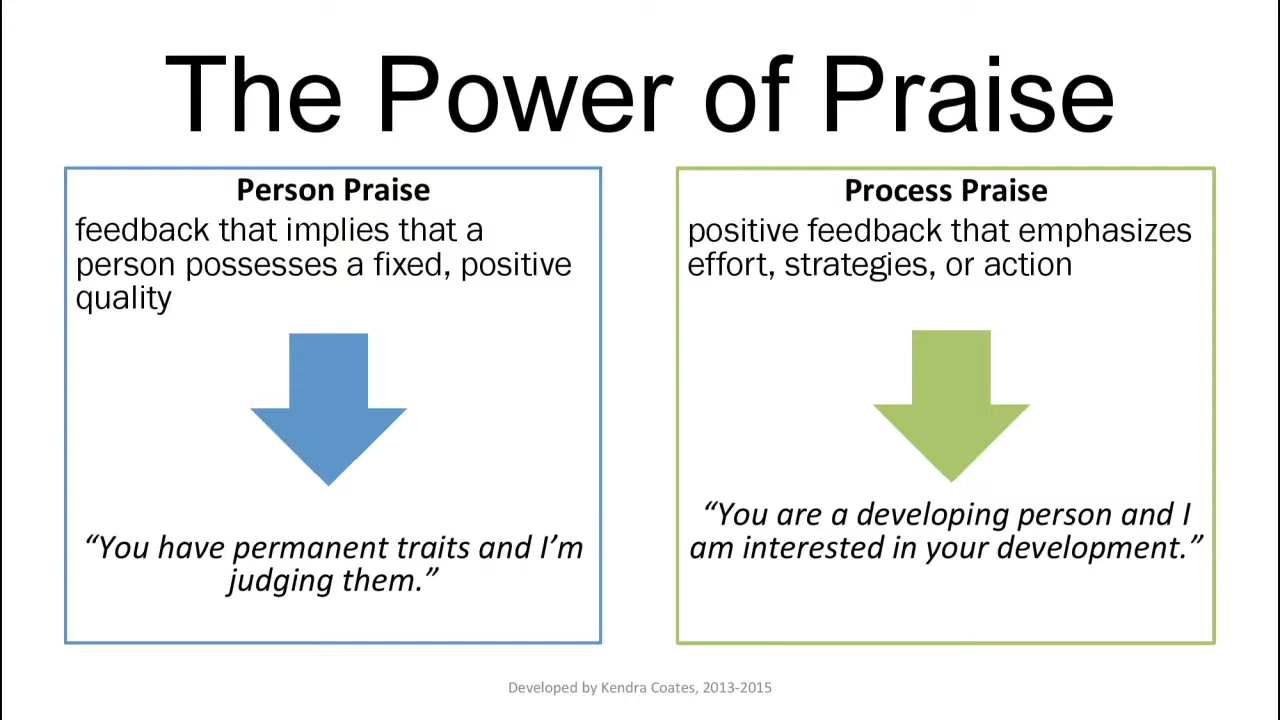 The Power of Praise
Person Praise
feedback that implies that a
person possesses a fixed, positive
quality
“You have permanent traits and I’m
judging them.”
Process Praise
positive feedback that emphasizes
effort, strategies, or action
“You are a developing person and I
am interested in your development.”
Developed by Kendra Coates, 2013-2015